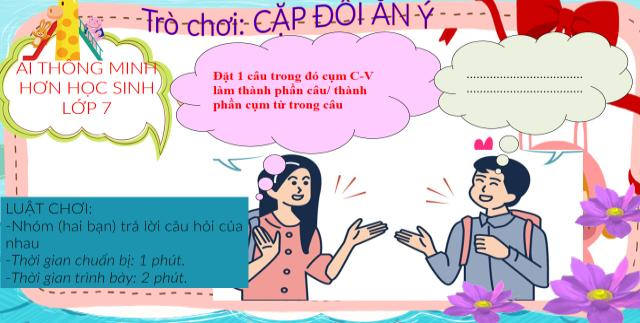 Trò chơi: CẶP ĐÔI ĂN Ý
AI THÔNG MINH
HƠN HỌC SINH
LỚP 7
Đặt 1 câu trong đó cụm C-V
làm thành phần câu/ thành
phần cụm từ trong câu
................................
................................
LUẬT CHƠI:
-Nhóm (hai bạn) trả lời câu hỏi của
nhau
-Thời gian chuẩn bị: 1 phút.
-Thời gian trình bày: 2 phút.